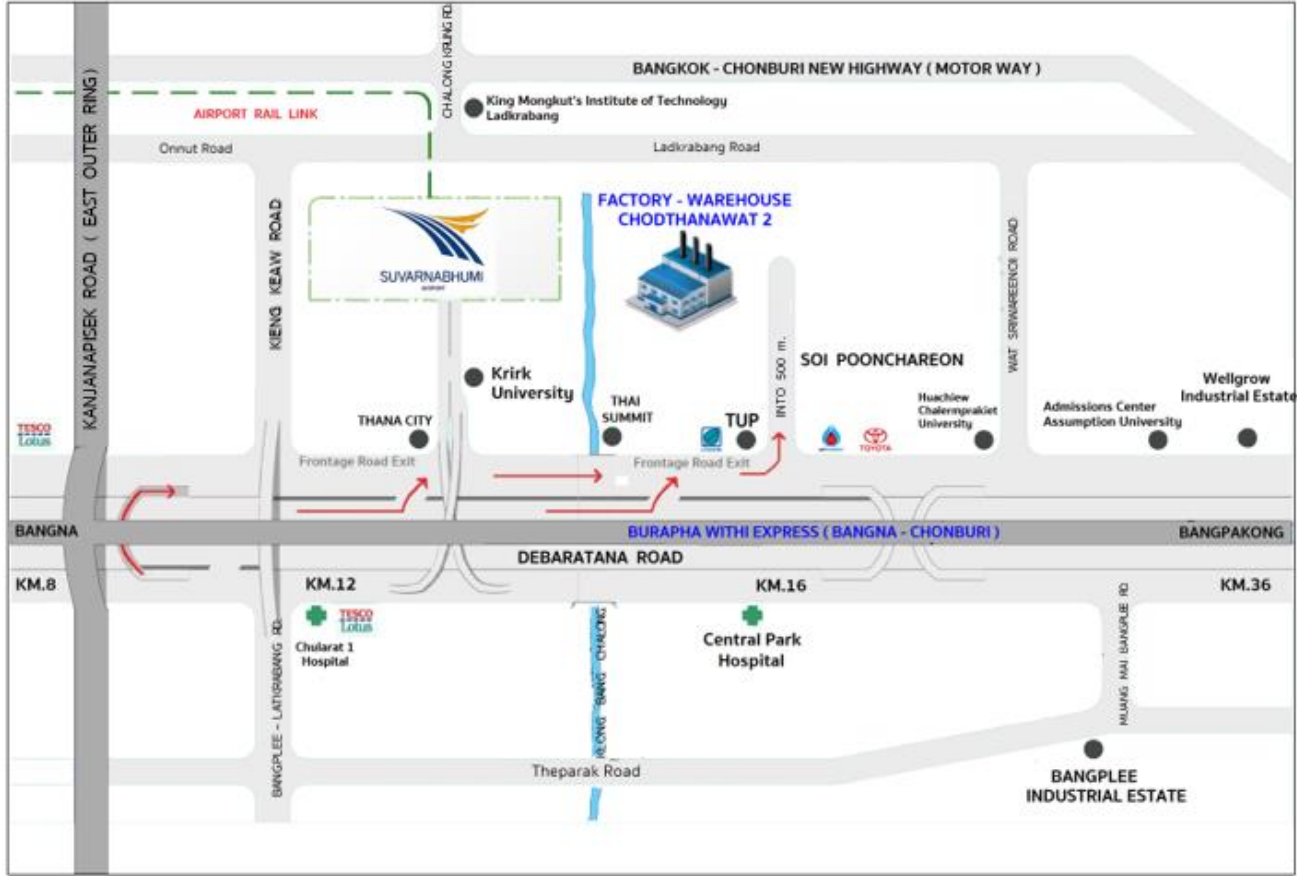 CHALONG KRUNG RD.
BANGKOK - CHONBURI NEW HIGHWAY ( MOTOR WAY )
KANJANAPISEK ROAD ( EAST OUTER RING )
AIRPORT RAIL LINK
King Mongkut's Institute of Technology
Ladkrabang
Onnut Road
Ladkrabang Road
KIENG KEAW ROAD
SUVARNABHUMI
AIRPORT
FACTORY - WAREHOUSE
CHODTHANAWAT 2
WAT SRIWAREENOI ROAD
INTO 500 m.
SOI POONCHAREON
Krirk
University
THANA CITY
THAI
SUMMIT
TUP
TOYOTA
Huachiew
Chalermprakiet
University
Admissions Center
Assumption University
Wellgrow
Industrial Estate
TESCO
Lotus
Frontage Road Exit
Frontage Road Exit
BANGNA
BURAPHA WITHI EXPRESS ( BANGNA - CHONBURI )
BANGPAKONG
DEBARATANA ROAD
KM.8
KM.12
KM.16
KM.36
TESCO
Lotus
Chularat 1
Hospital
BANGPLEE - LATKRABANG RD.
KLONG BANG CHALONG
Central Park
Hospital
MUANG MAI BANGPLEE RD
Theparak Road
BANGPLEE
INDUSTRIAL ESTATE